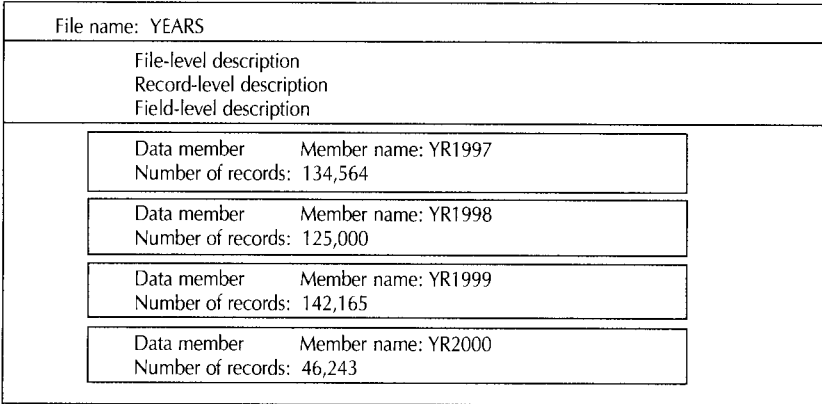 File name: YEARS
File-level description
Record-level description
Field-level description
Data member Member name: YR1997
Number of records: 134,564
Data member Member name: YR1998
Number of records: 125,000
Data member Member name: YR1999
Number of records: 142,165
Data member Member name: YR2000
Number of records: 46,243